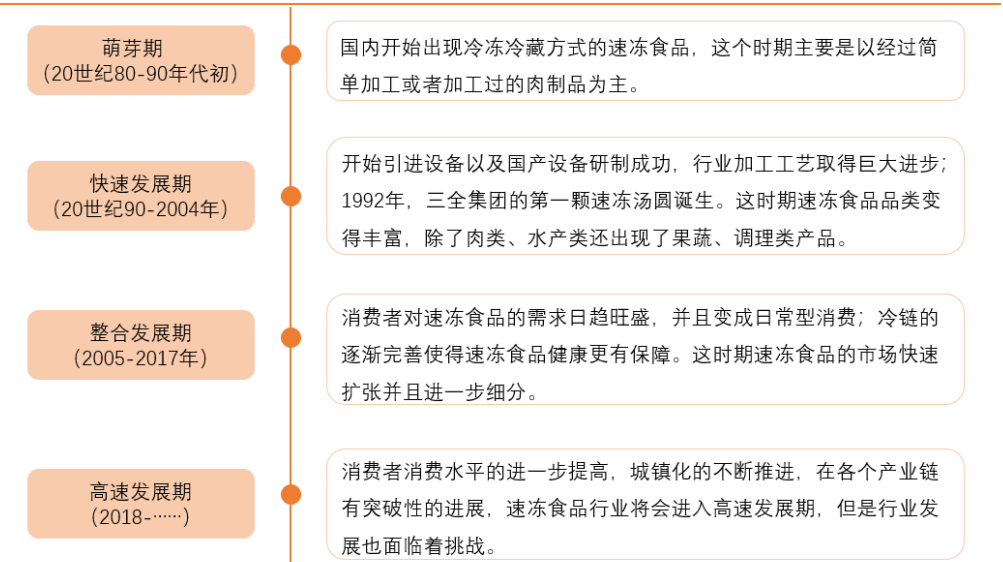 萌芽期
（20世纪80-90年代初）
国内开始出现冷冻冷藏方式的速冻食品，这个时期主要是以经过简
单加工或者加工过的肉制品为主。
快速发展期
（20世纪90-2004年）
开始引进设备以及国产设备研制成功，行业加工工艺取得巨大进步；
1992年，三全集团的第一颗速冻汤圆诞生。这时期速冻食品品类变
得丰富，除了肉类、水产类还出现了果蔬、调理类产品。
整合发展期
（2005-2017年）
消费者对速冻食品的需求日趋旺盛，并且变成日常型消费；冷链的
逐渐完善使得速冻食品健康更有保障。这时期速冻食品的市场快速
扩张并且进一步细分。
高速发展期
（2018-……）
消费者消费水平的进一步提高，城镇化的不断推进，在各个产业链
有突破性的进展，速冻食品行业将会进入高速发展期，但是行业发
展也面临着挑战。